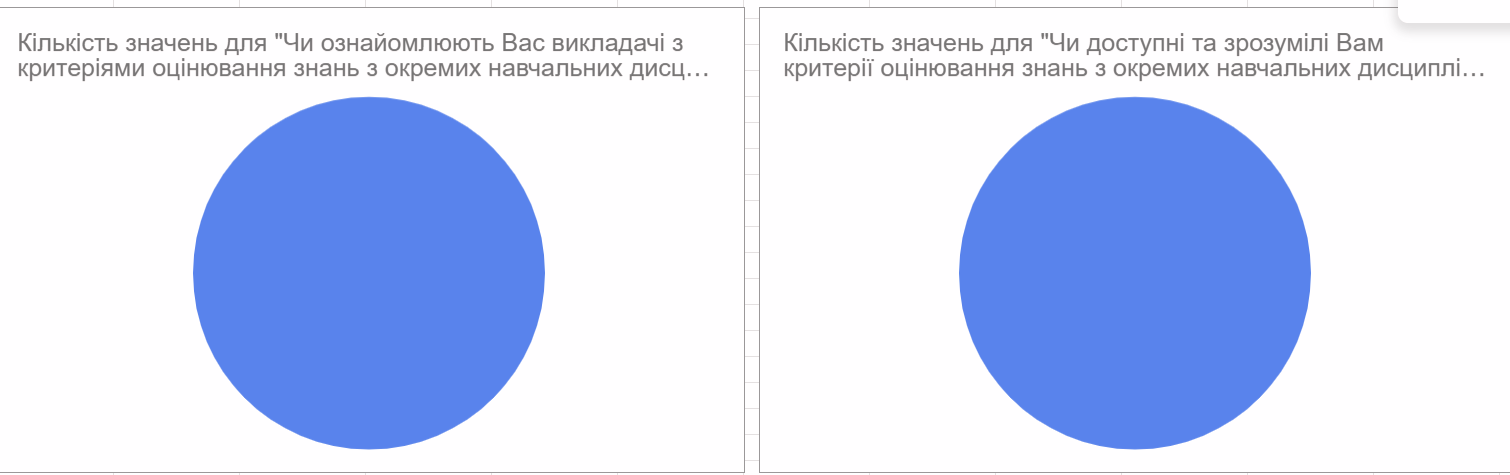 Кількість значень для "Чи ознайомлюють Вас викладачі з
критеріями оцінювання знань з окремих навчальних дисц...
Кількість значень для "Чи доступні та зрозумілі Вам
критерії оцінювання знань з окремих навчальних дисциплі...